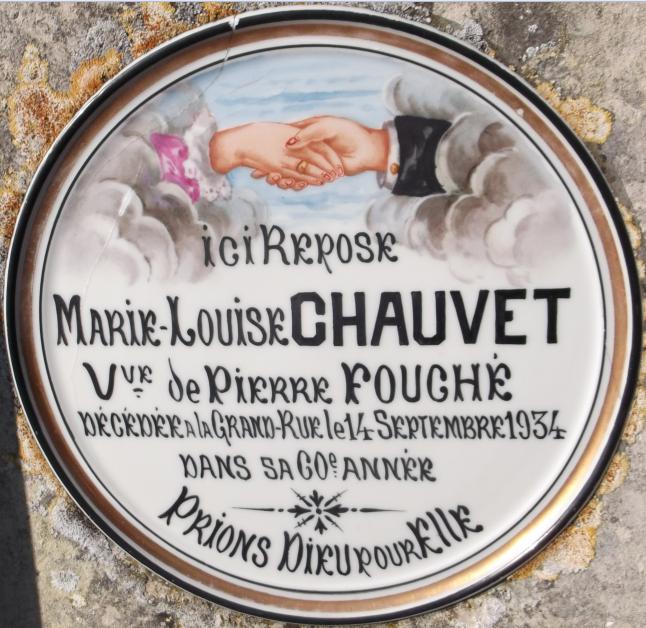 ici Repose
Marie-Louise CHAUVET
Vve de Pierre FOUCHÉ
DÉCÉDÉE à la GRAND-RUE le 14 SEPTEMBRE 1934
DANS SA 60e ANNÉE
PRIONS DIEU POUR Elle